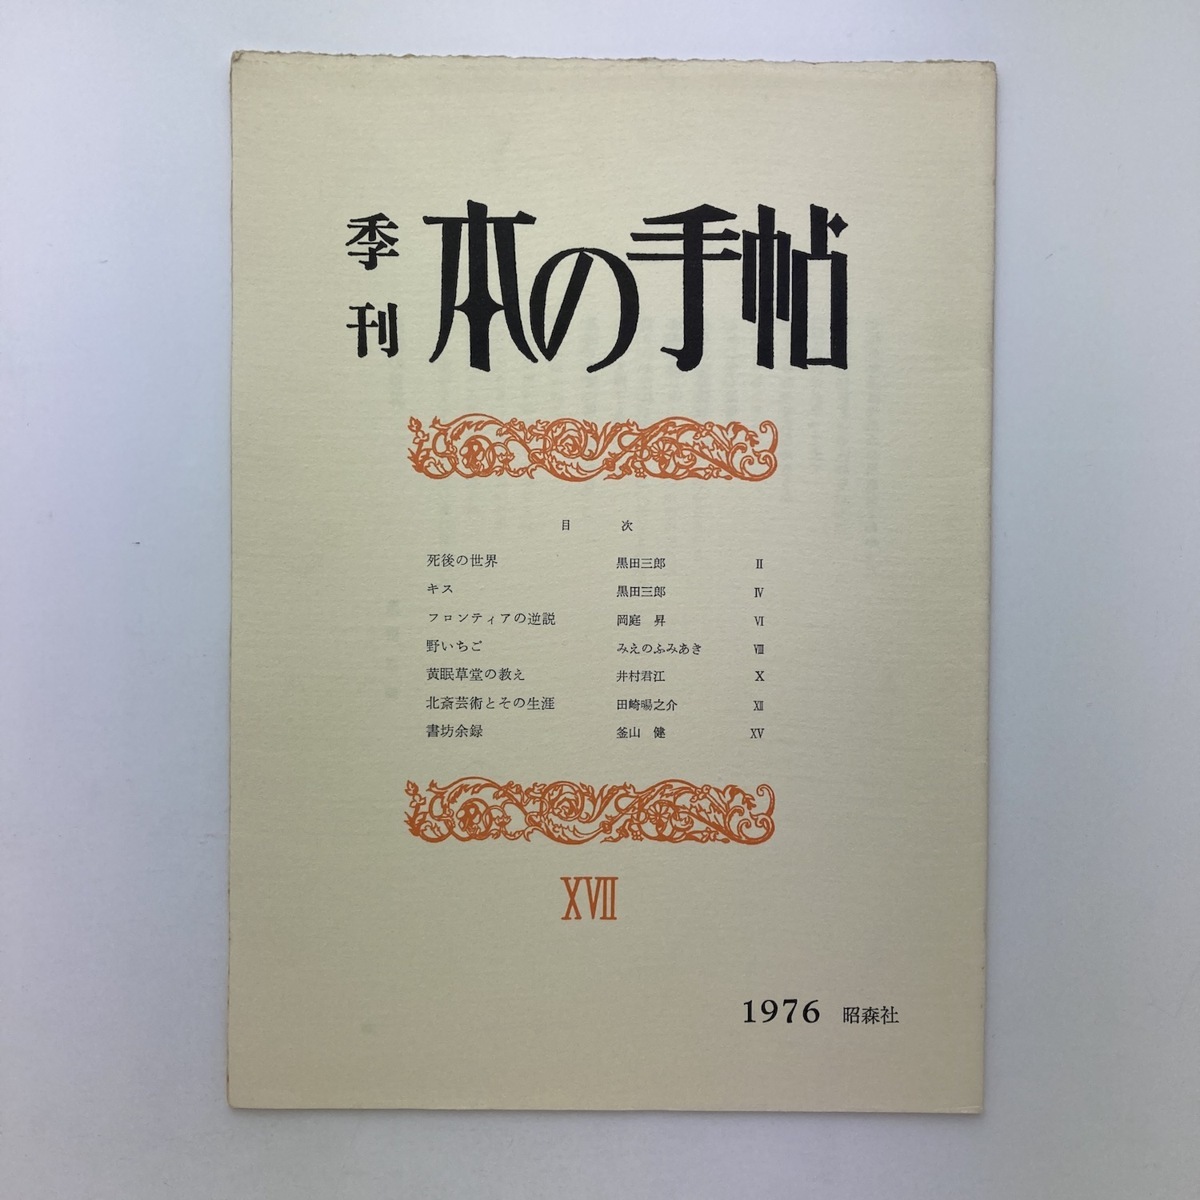 季刊 本の手帖
目次
死後の世界 黒田三郎 II
キス 黒田三郎 IV
フロンティアの逆説 岡庭 昇 VI
野いちご みえのふみあき VIII
黄眠草堂の教え 井村君江 X
北斎芸術とその生涯 田崎暘之介 XII
書坊余録 釜山 健 XV
XVII
1976 昭森社